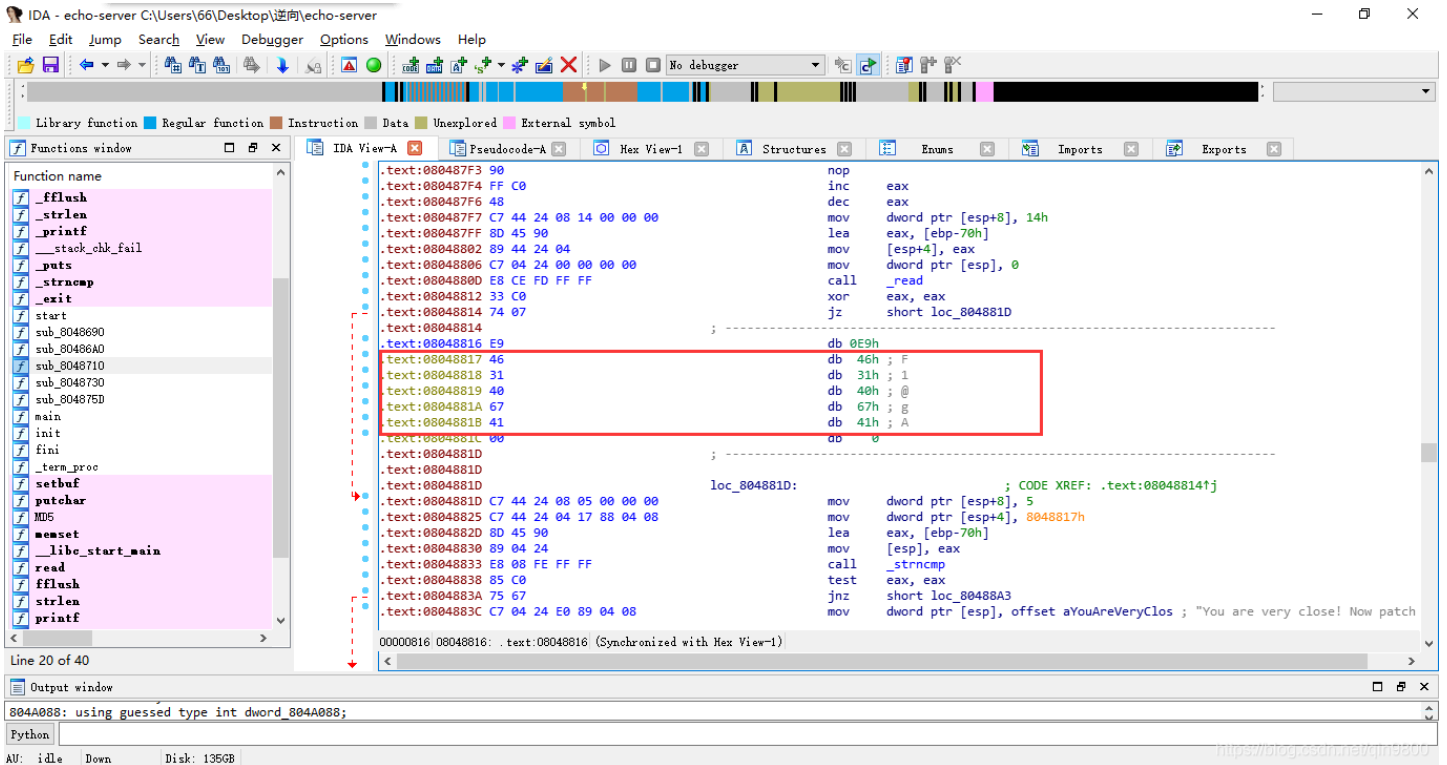 IDA - echo-server C:\Users\66\Desktop\逆向\echo-server
File Edit Jump Search View Debugger Options Windows Help
No debugger
Library function Regular function Instruction Data Unexplored External symbol
Functions window
IDA View-A Pseudocode-A Hex View-1 Structures Enums Imports Exports
Function name
_fflush
_strlen
_printf
___stack_chk_fail
_puts
_strncmp
_exit
start
sub_8048690
sub_80486A0
sub_8048710
sub_8048730
sub_804875D
main
init
fini
_term_proc
setbuf
putchar
MD5
memset
__libc_start_main
read
fflush
strlen
printf
Line 20 of 40
.text:080487F3 90 nop
.text:080487F4 FF C0 inc eax
.text:080487F6 48 dec eax
.text:080487F7 C7 44 24 08 14 00 00 00 mov dword ptr [esp+8], 14h
.text:080487FF 8D 45 90 lea eax, [ebp-70h]
.text:08048802 89 44 24 04 mov [esp+4], eax
.text:08048806 C7 04 24 00 00 00 00 mov dword ptr [esp], 0
.text:0804880D E8 CE FD FF FF call _read
.text:08048812 33 C0 xor eax, eax
.text:08048814 74 07 jz short loc_804881D
.text:08048814 ; ---------------------------------------------------------------------------
.text:08048816 E9 db 0E9h
.text:08048817 46 db 46h ; F
.text:08048818 31 db 31h ; 1
.text:08048819 40 db 40h ; @
.text:0804881A 67 db 67h ; g
.text:0804881B 41 db 41h ; A
.text:0804881C 00 db 0
.text:0804881D ; ---------------------------------------------------------------------------
.text:0804881D
.text:0804881D loc_804881D: ; CODE XREF: .text:08048814↑j
.text:0804881D C7 44 24 08 05 00 00 00 mov dword ptr [esp+8], 5
.text:08048825 C7 44 24 04 17 88 04 08 mov dword ptr [esp+4], 8048817h
.text:0804882D 8D 45 90 lea eax, [ebp-70h]
.text:08048830 89 04 24 mov [esp], eax
.text:08048833 E8 08 FE FF FF call _strncmp
.text:08048838 85 C0 test eax, eax
.text:0804883A 75 67 jnz short loc_80488A3
.text:0804883C C7 04 24 E0 89 04 08 mov dword ptr [esp], offset aYouAreVeryClos ; "You are very close! Now patch
00000816 08048816: .text:08048816 (Synchronized with Hex View-1)
Output window
804A088: using guessed type int dword_804A088;
Python
AU: idle Down Disk: 135GB
https://blog.csdn.net/qin9800